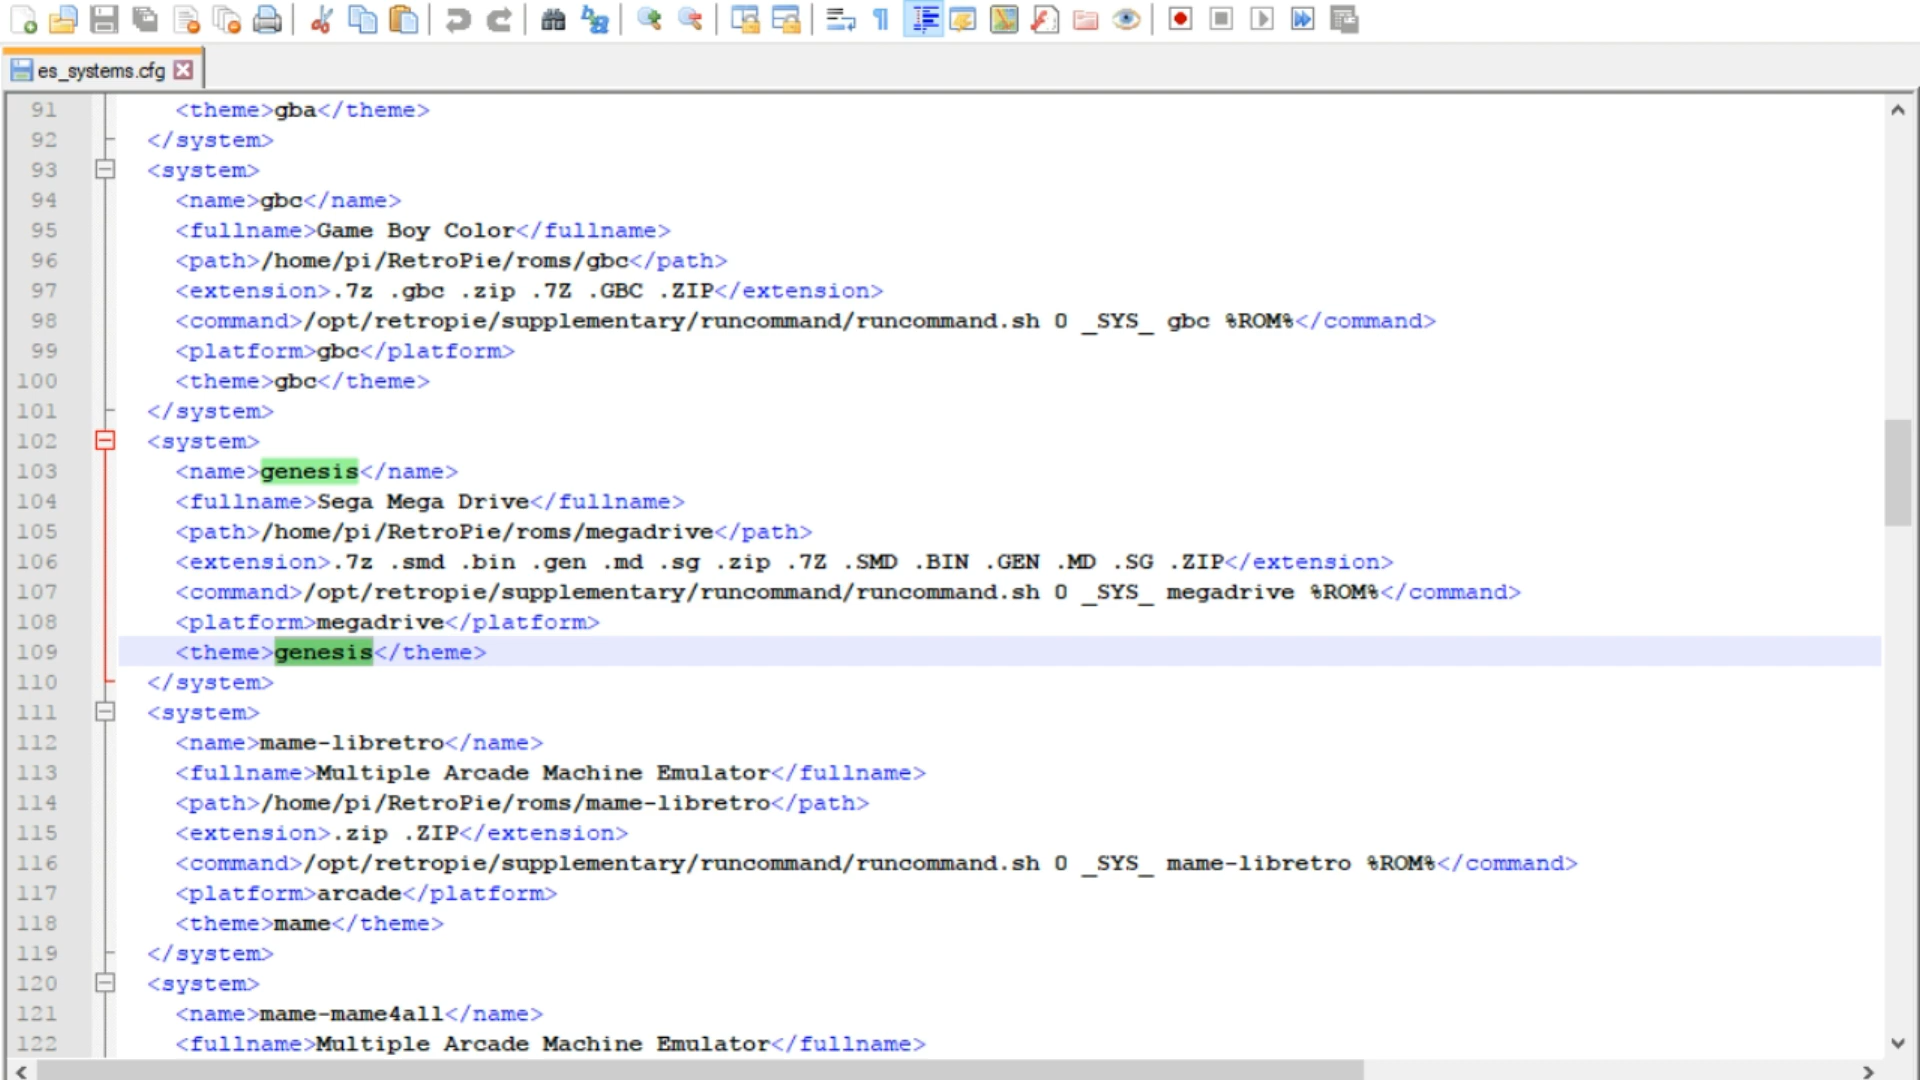 es_systems.cfg
91 <theme>gba</theme>
92 </system>
93 <system>
94 <name>gbc</name>
95 <fullname>Game Boy Color</fullname>
96 <path>/home/pi/RetroPie/roms/gbc</path>
97 <extension>.7z .gbc .zip .7Z .GBC .ZIP</extension>
98 <command>/opt/retropie/supplementary/runcommand/runcommand.sh 0 _SYS_ gbc %ROM%</command>
99 <platform>gbc</platform>
100 <theme>gbc</theme>
101 </system>
102 <system>
103 <name>genesis</name>
104 <fullname>Sega Mega Drive</fullname>
105 <path>/home/pi/RetroPie/roms/megadrive</path>
106 <extension>.7z .smd .bin .gen .md .sg .zip .7Z .SMD .BIN .GEN .MD .SG .ZIP</extension>
107 <command>/opt/retropie/supplementary/runcommand/runcommand.sh 0 _SYS_ megadrive %ROM%</command>
108 <platform>megadrive</platform>
109 <theme>genesis</theme>
110 </system>
111 <system>
112 <name>mame-libretro</name>
113 <fullname>Multiple Arcade Machine Emulator</fullname>
114 <path>/home/pi/RetroPie/roms/mame-libretro</path>
115 <extension>.zip .ZIP</extension>
116 <command>/opt/retropie/supplementary/runcommand/runcommand.sh 0 _SYS_ mame-libretro %ROM%</command>
117 <platform>arcade</platform>
118 <theme>mame</theme>
119 </system>
120 <system>
121 <name>mame-mame4all</name>
122 <fullname>Multiple Arcade Machine Emulator</fullname>